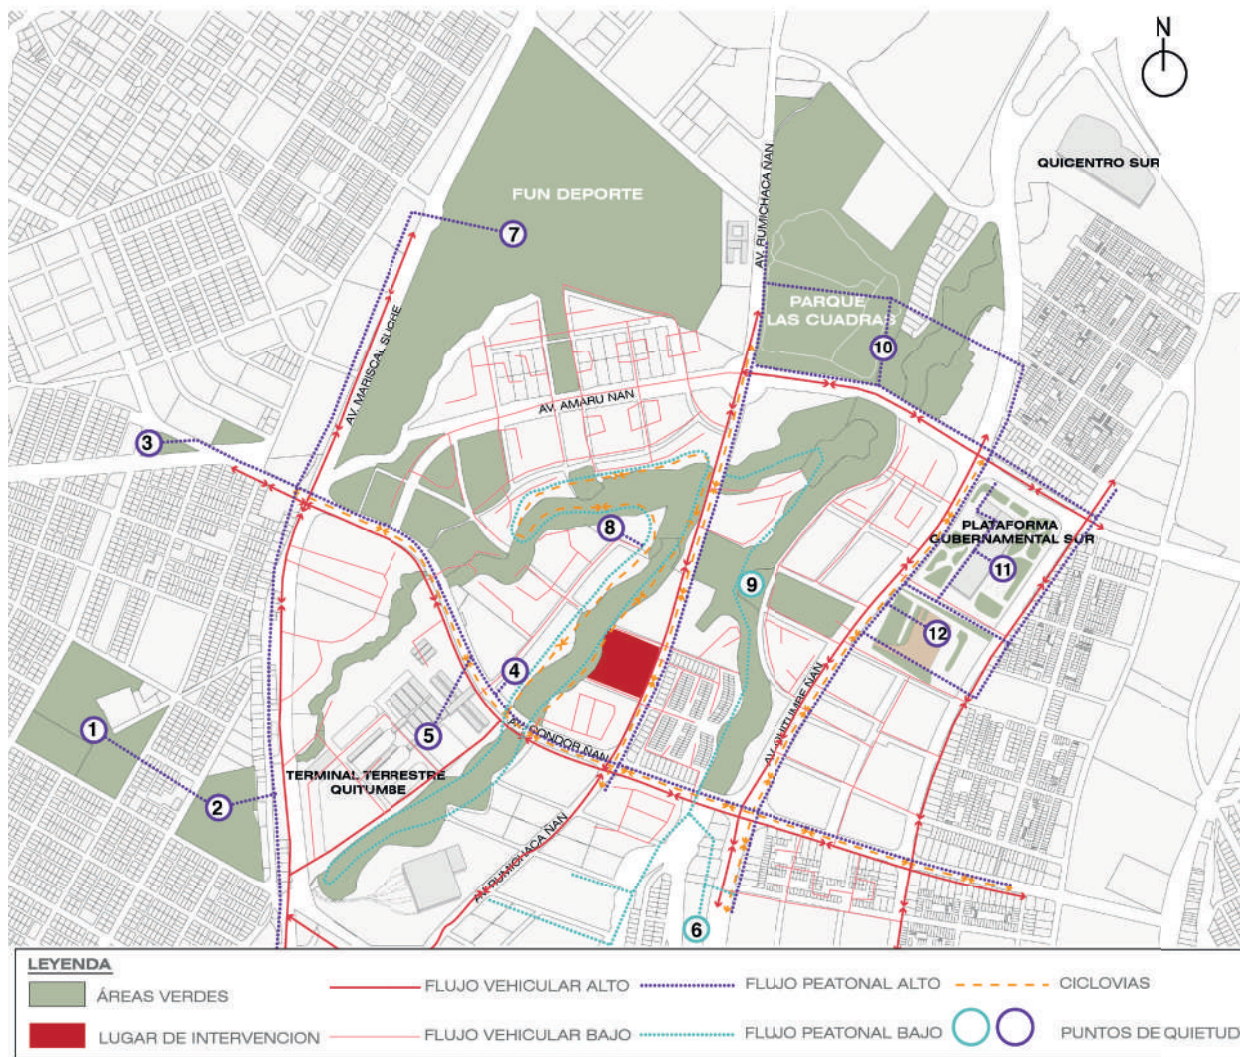 N
QUICENTRO SUR
FUN DEPORTE
AV. RUMICHACA ÑAN
7
PARQUE
LAS CUADRAS
10
AV. MARISCAL SUCRE
AV. AMARU ÑAN
3
8
PLATAFORMA
GUBERNAMENTAL SUR
11
9
12
4
1
5
CONDOR ÑAN
AV. QUITUMBE ÑAN
TERMINAL TERRESTRE
QUITUMBE
2
AV. RUMICHACA ÑAN
6
LEYENDA
ÁREAS VERDES
FLUJO VEHICULAR ALTO
FLUJO PEATONAL ALTO
CICLOVIAS
LUGAR DE INTERVENCION
FLUJO VEHICULAR BAJO
FLUJO PEATONAL BAJO
PUNTOS DE QUIETUD